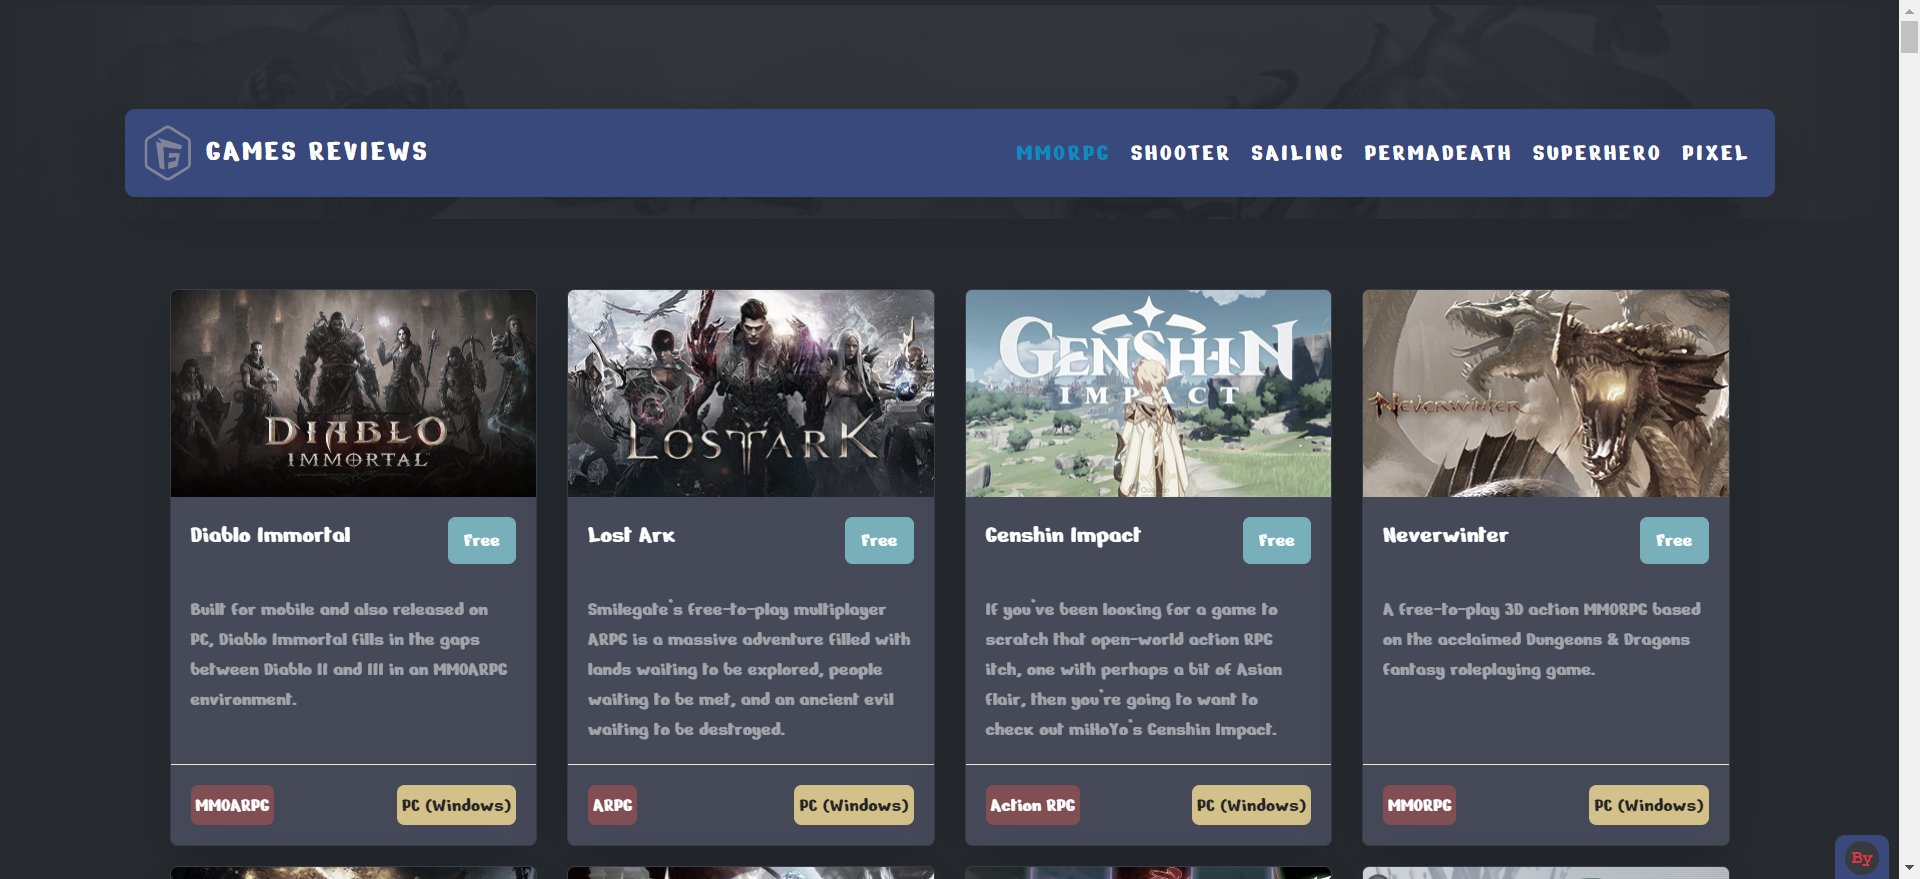 GAMES REVIEWS
MMORPG SHOOTER SAILING PERMADEATH SUPERHERO PIXEL
DIABLO
IMMORTAL
LOST ARK
GENSHIN
IMPACT
NEVERWINTER
Diablo Immortal
Free
Built for mobile and also released on
PC, Diablo Immortal fills in the gaps
between Diablo II and III in an MMOARPG
environment.
MMOARPG
PC (Windows)
Lost Ark
Free
Smilegate`s free-to-play multiplayer
ARPG is a massive adventure filled with
lands waiting to be explored, people
waiting to be met, and an ancient evil
waiting to be destroyed.
ARPG
PC (Windows)
Genshin Impact
Free
If you`ve been looking for a game to
scratch that open-world action RPG
itch, one with perhaps a bit of Asian
flair, then you`re going to want to
check out miHoYo`s Genshin Impact.
Action RPG
PC (Windows)
Neverwinter
Free
A free-to-play 3D action MMORPG based
on the acclaimed Dungeons & Dragons
fantasy roleplaying game.
MMORPG
PC (Windows)
By